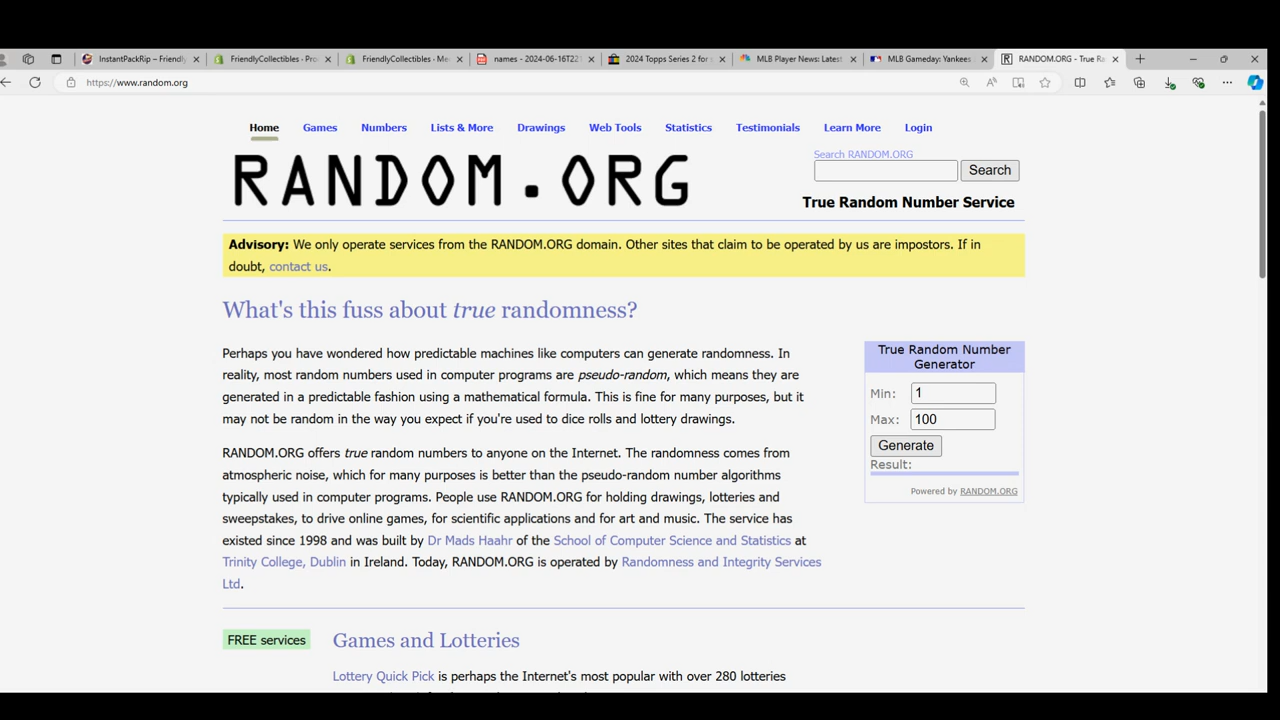 InstantPackRip – Friendly
FriendlyCollectibles - Pro
FriendlyCollectibles - Me
names - 2024-06-16T22
2024 Topps Series 2 for
MLB Player News: Latest
MLB Gameday: Yankees
RANDOM.ORG - True Ra
https://www.random.org
Home Games Numbers Lists & More Drawings Web Tools Statistics Testimonials Learn More Login
RANDOM.ORG
Search RANDOM.ORG
Search
True Random Number Service
Advisory: We only operate services from the RANDOM.ORG domain. Other sites that claim to be operated by us are impostors. If in
doubt, contact us.
What's this fuss about true randomness?
Perhaps you have wondered how predictable machines like computers can generate randomness. In
reality, most random numbers used in computer programs are pseudo-random, which means they are
generated in a predictable fashion using a mathematical formula. This is fine for many purposes, but it
may not be random in the way you expect if you're used to dice rolls and lottery drawings.
RANDOM.ORG offers true random numbers to anyone on the Internet. The randomness comes from
atmospheric noise, which for many purposes is better than the pseudo-random number algorithms
typically used in computer programs. People use RANDOM.ORG for holding drawings, lotteries and
sweepstakes, to drive online games, for scientific applications and for art and music. The service has
existed since 1998 and was built by Dr Mads Haahr of the School of Computer Science and Statistics at
Trinity College, Dublin in Ireland. Today, RANDOM.ORG is operated by Randomness and Integrity Services
Ltd.
True Random Number
Generator
Min: 1
Max: 100
Generate
Result:
Powered by RANDOM.ORG
FREE services
Games and Lotteries
Lottery Quick Pick is perhaps the Internet's most popular with over 280 lotteries